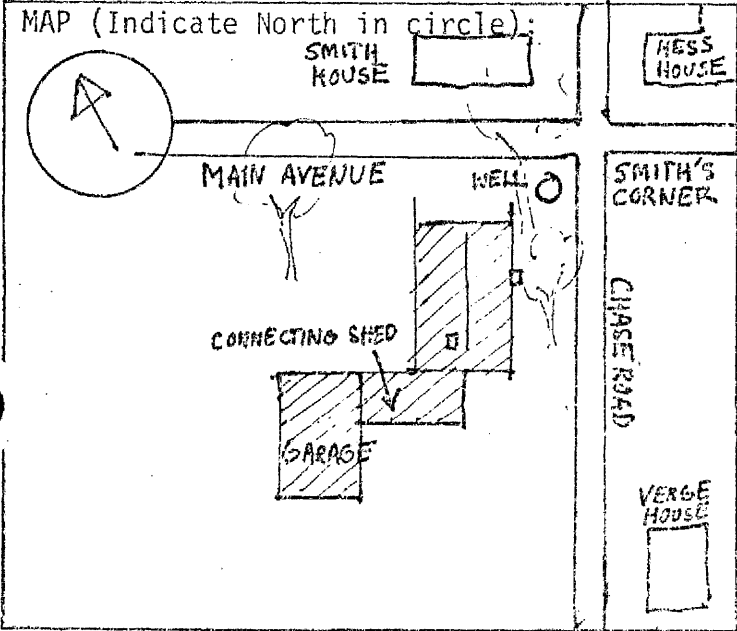 MAP (Indicate North in circle):
SMITH
HOUSE
HESS
HOUSE
MAIN AVENUE
WELL
SMITH'S
CORNER
CONNECTING SHED
CHASE ROAD
GARAGE
VERGE
HOUSE